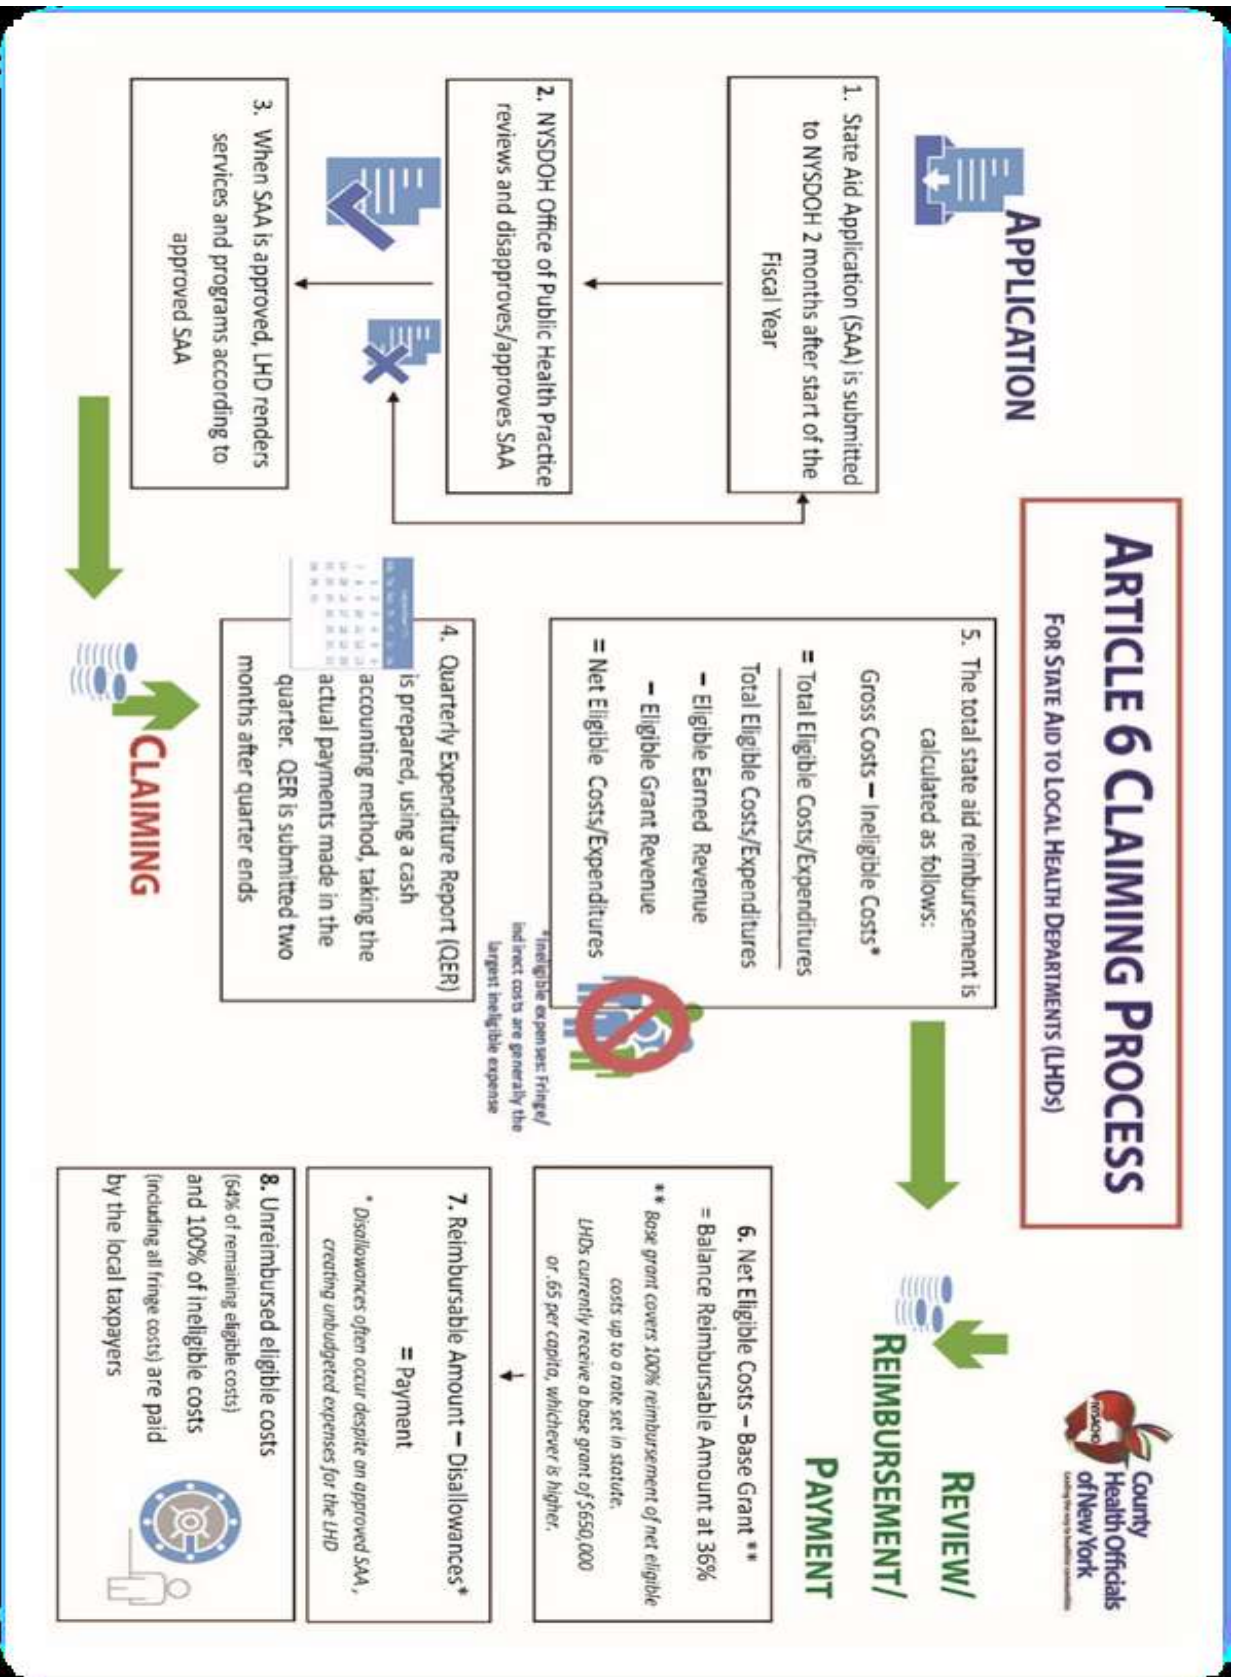 ARTICLE 6 CLAIMING PROCESS
FOR STATE AID TO LOCAL HEALTH DEPARTMENTS (LHDS)
NYSACHO
County
Health Officials
of New York
Leading the way to healthier communities
APPLICATION
1. State Aid Application (SAA) is submitted
to NYSDOH 2 months after start of the
Fiscal Year
2. NYSDOH Office of Public Health Practice
reviews and disapproves/approves SAA
3. When SAA is approved, LHD renders
services and programs according to
approved SAA
5. The total state aid reimbursement is
calculated as follows:
Gross Costs – Ineligible Costs*
= Total Eligible Costs/Expenditures
Total Eligible Costs/Expenditures
– Eligible Earned Revenue
– Eligible Grant Revenue
= Net Eligible Costs/Expenditures
*Ineligible expenses: Fringe/
indirect costs are generally the
largest ineligible expense
4. Quarterly Expenditure Report (QER)
is prepared, using a cash
accounting method, taking the
actual payments made in the
quarter. QER is submitted two
months after quarter ends
CLAIMING
REVIEW/
REIMBURSEMENT/
PAYMENT
6. Net Eligible Costs – Base Grant **
= Balance Reimbursable Amount at 36%
** Base grant covers 100% reimbursement of net eligible
costs up to a rate set in statute.
LHDs currently receive a base grant of $650,000
or .65 per capita, whichever is higher.
7. Reimbursable Amount – Disallowances*
= Payment
* Disallowances often occur despite an approved SAA,
creating unbudgeted expenses for the LHD
8. Unreimbursed eligible costs
(64% of remaining eligible costs)
and 100% of ineligible costs
(including all fringe costs) are paid
by the local taxpayers